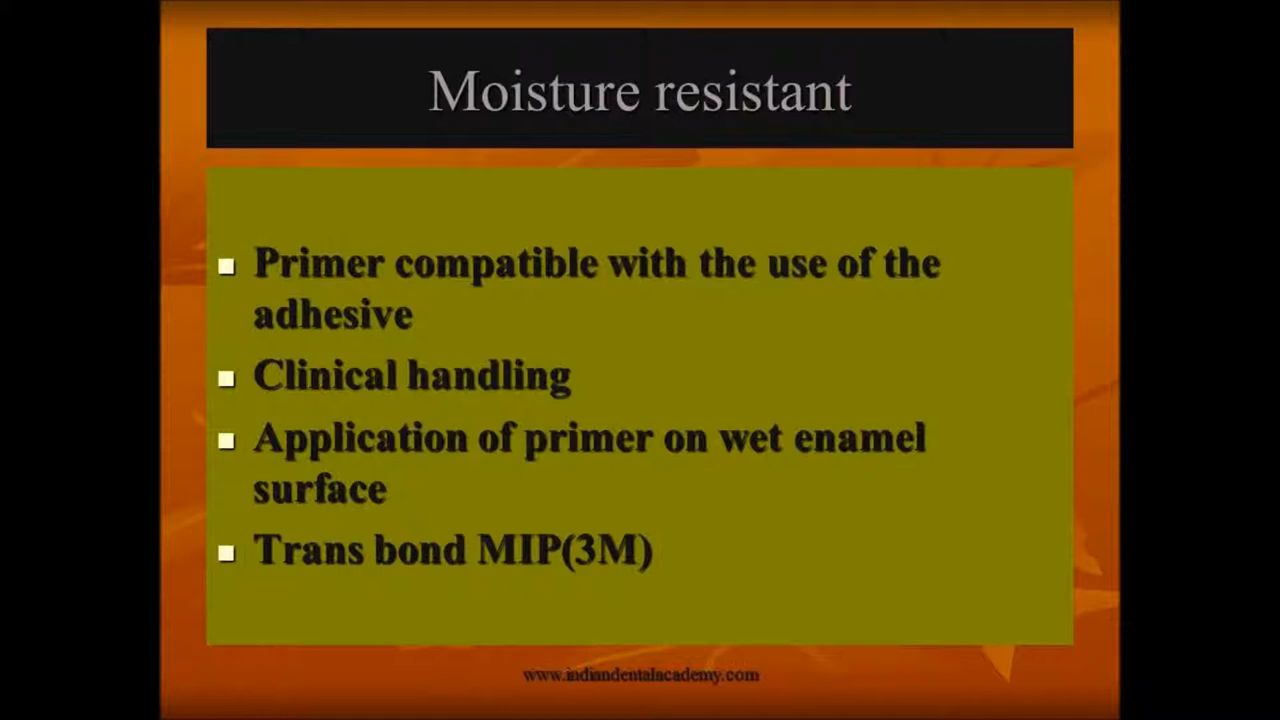 Moisture resistant
Primer compatible with the use of the
adhesive
Clinical handling
Application of primer on wet enamel
surface
Trans bond MIP(3M)
www.indiandentalacademy.com